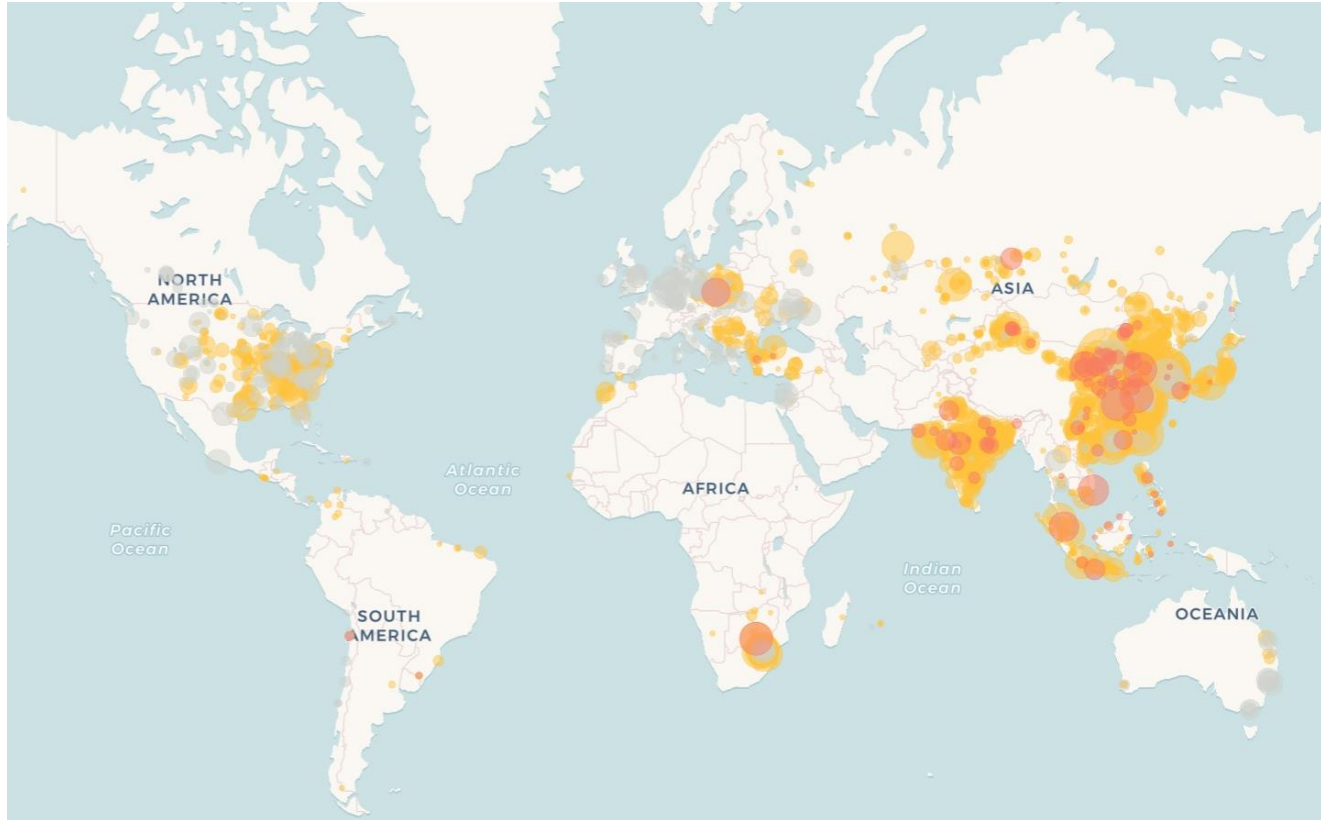 NORTH
AMERICA
ASIA
Atlantic
Ocean
AFRICA
Pacific
Ocean
Indian
Ocean
SOUTH
AMERICA
OCEANIA